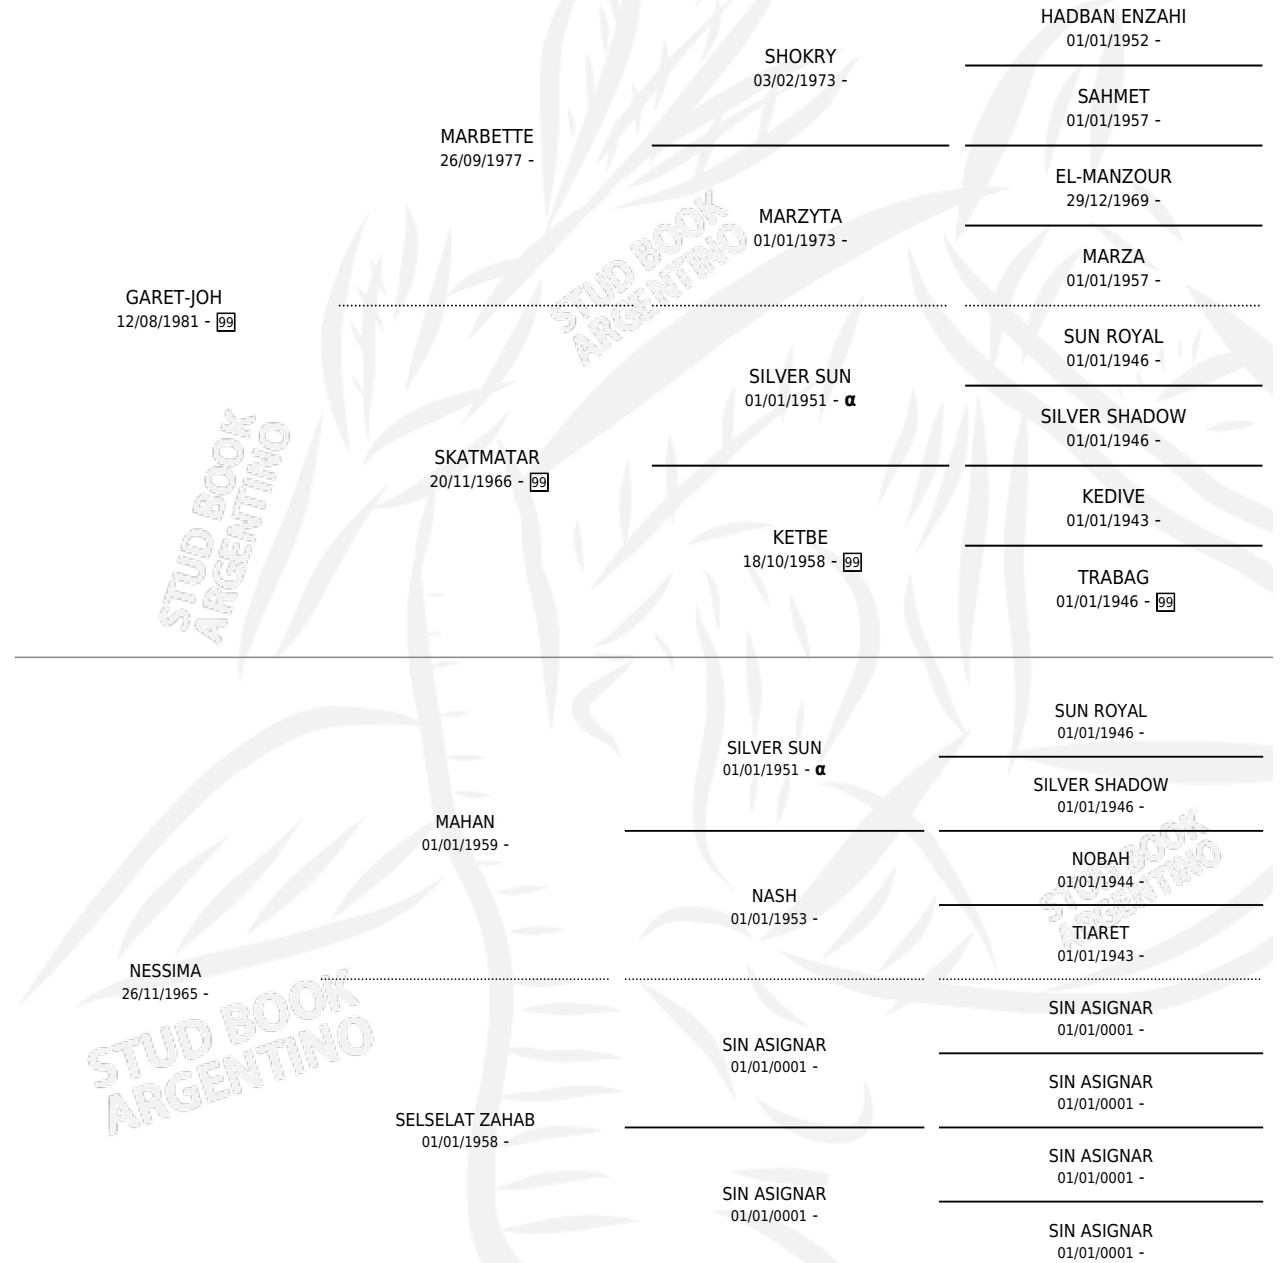 HADBAN ENZAHI
01/01/1952 -
SHOKRY
03/02/1973 -
SAHMET
01/01/1957 -
MARBETTE
26/09/1977 -
EL-MANZOUR
29/12/1969 -
MARZYTA
01/01/1973 -
MARZA
01/01/1957 -
STUD BOOK
ARGENTINO
GARET-JOH
12/08/1981 - 99
SUN ROYAL
01/01/1946 -
SILVER SUN
01/01/1951 - α
SILVER SHADOW
01/01/1946 -
SKATMATAR
20/11/1966 - 99
KEDIVE
01/01/1943 -
KETBE
18/10/1958 - 99
TRABAG
01/01/1946 - 99
STUD BOOK
ARGENTINO
SUN ROYAL
01/01/1946 -
SILVER SUN
01/01/1951 - α
SILVER SHADOW
01/01/1946 -
MAHAN
01/01/1959 -
NOBAH
01/01/1944 -
NASH
01/01/1953 -
TIARET
01/01/1943 -
STUD BOOK
ARGENTINO
NESSIMA
26/11/1965 -
SIN ASIGNAR
01/01/0001 -
SIN ASIGNAR
01/01/0001 -
SIN ASIGNAR
01/01/0001 -
STUD BOOK
ARGENTINO
SELSELAT ZAHAB
01/01/1958 -
SIN ASIGNAR
01/01/0001 -
SIN ASIGNAR
01/01/0001 -
SIN ASIGNAR
01/01/0001 -